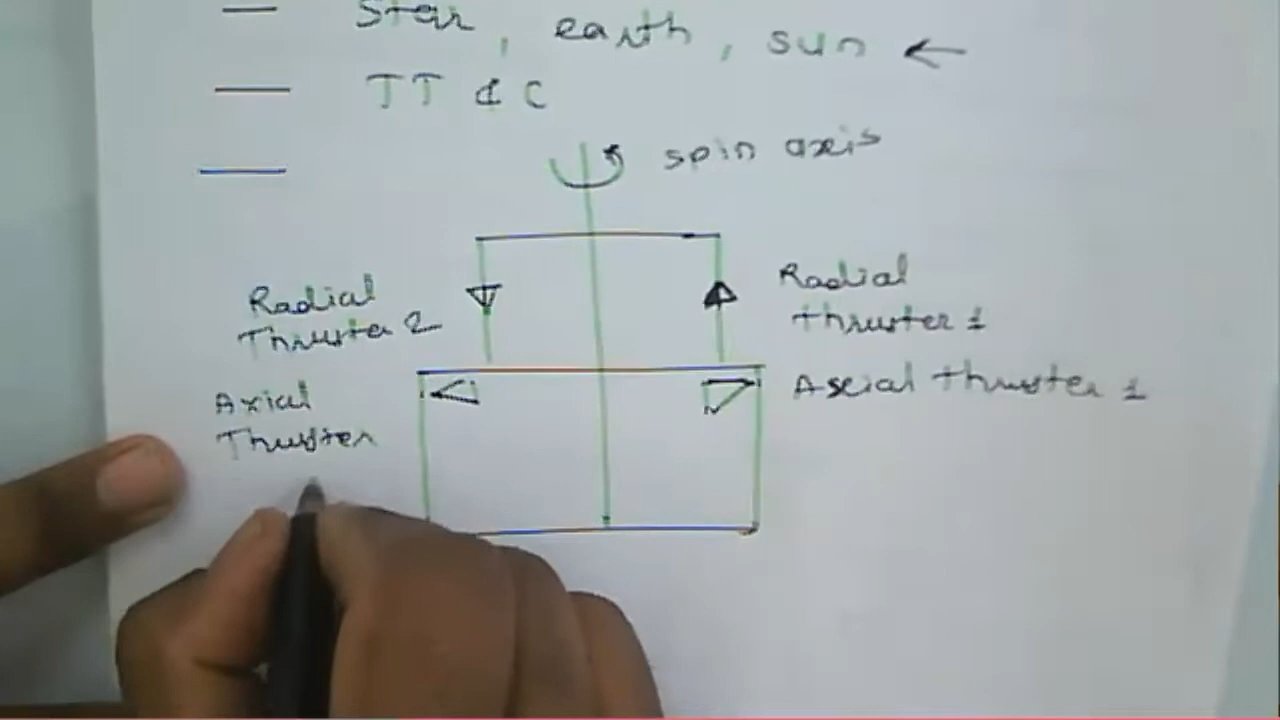 Star, earth, sun ←
TT & C
spin axis
Radial
thruster 1
Radial
Thruster 2
Axial thruster 1
Axial
Thruster